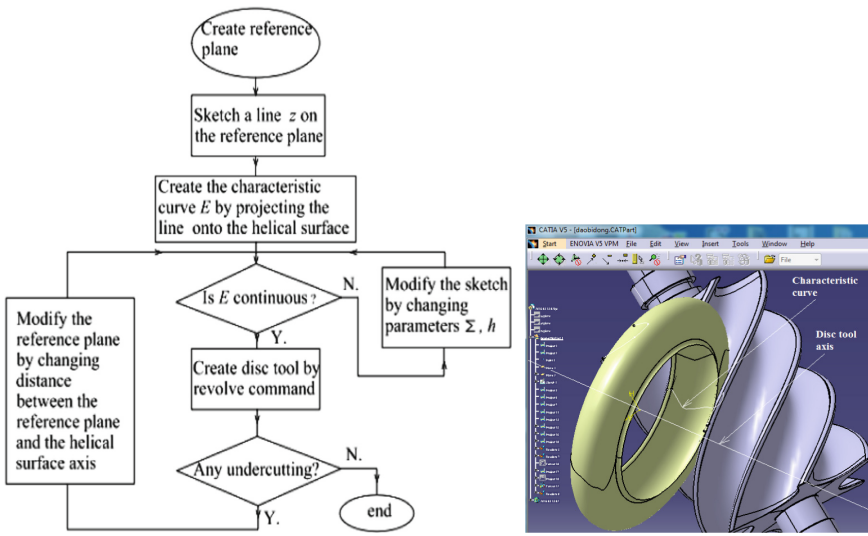 Create reference
plane
Sketch a line z on
the reference plane
Create the characteristic
curve E by projecting the
line onto the helical surface
Is E continuous?
N.
Y.
Modify the sketch
by changing
parameters Σ, h
Modify the
reference plane
by changing
distance
between the
reference plane
and the helical
surface axis
Create disc tool by
revolve command
Any undercutting?
N.
Y.
end
CATIA V5 - [daobidong.CATPart]
Start ENOVIA V5 VPM File Edit View Insert Tools Window Help
File
Characteristic
curve
Disc tool
axis